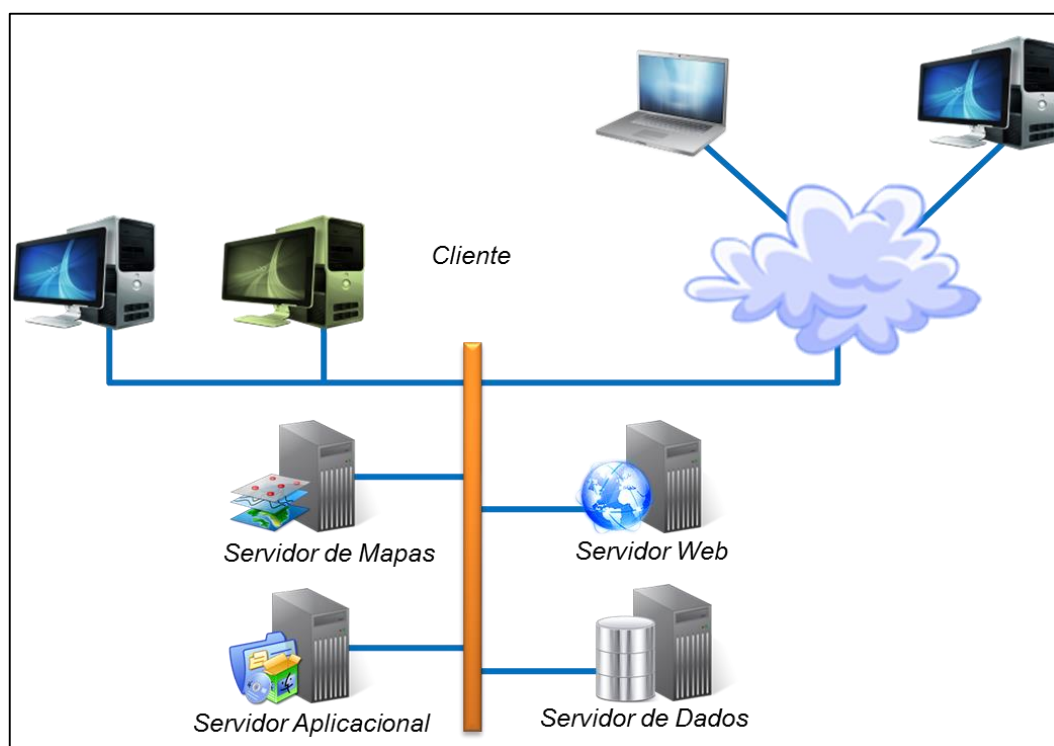 Cliente
Servidor de Mapas
Servidor Web
Servidor Aplicacional
Servidor de Dados